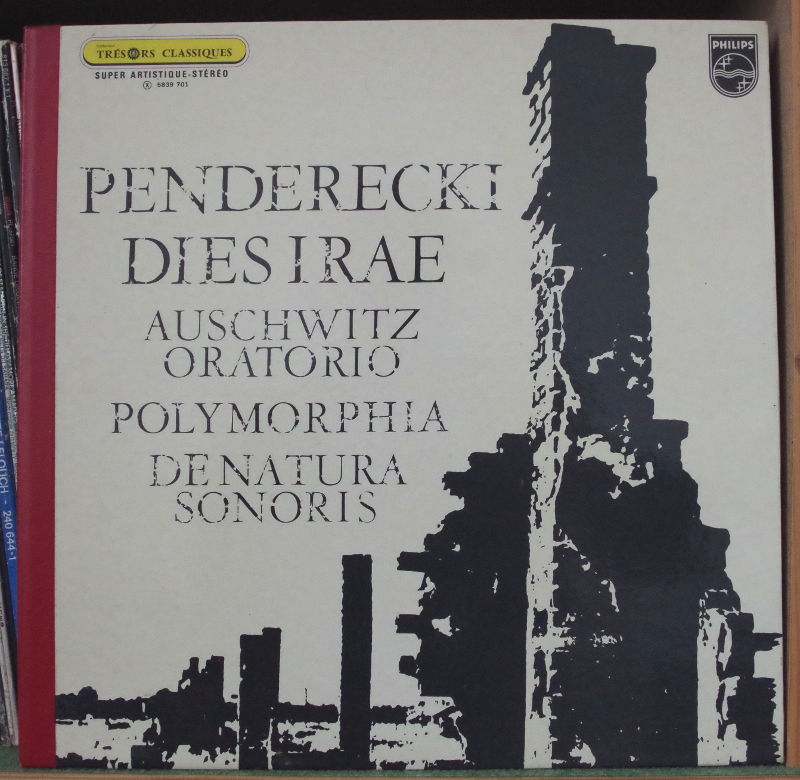 TRÉSORS CLASSIQUES
SUPER ARTISTIQUE-STÉRÉO
6839 701
PHILIPS
PENDERECKI
DIES IRAE
AUSCHWITZ
ORATORIO
POLYMORPHIA
DE NATURA
SONORIS
240 644-1